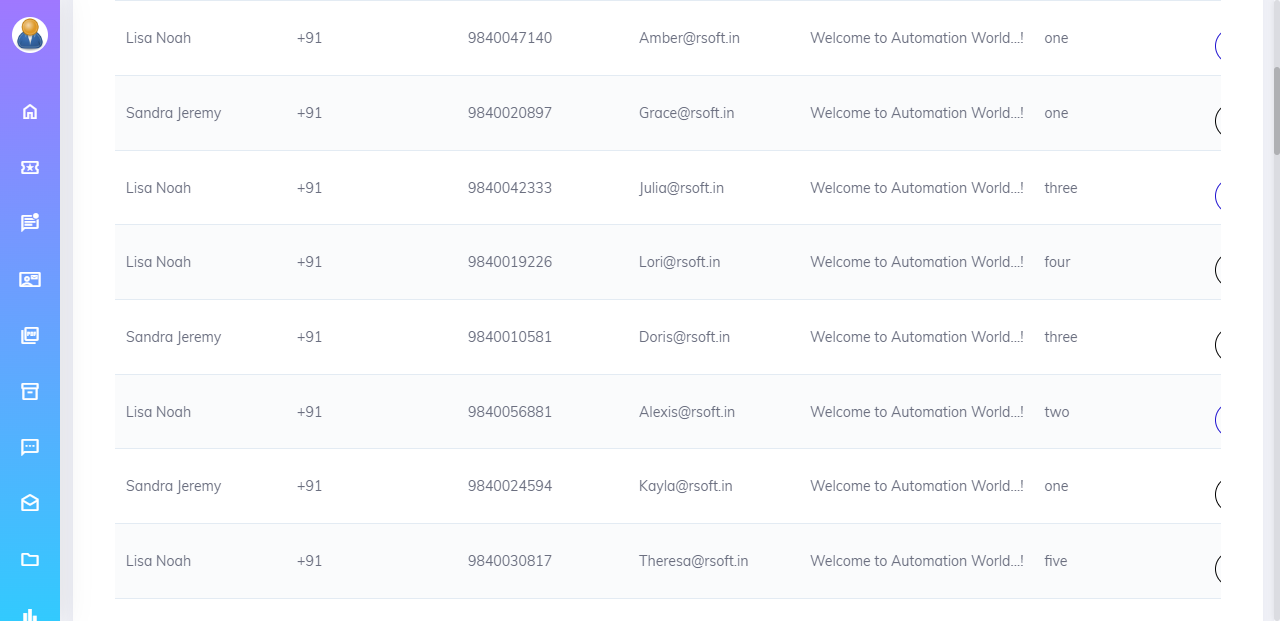 Lisa Noah +91 9840047140 Amber@rsoft.in Welcome to Automation World...! one
Sandra Jeremy +91 9840020897 Grace@rsoft.in Welcome to Automation World...! one
Lisa Noah +91 9840042333 Julia@rsoft.in Welcome to Automation World...! three
Lisa Noah +91 9840019226 Lori@rsoft.in Welcome to Automation World...! four
Sandra Jeremy +91 9840010581 Doris@rsoft.in Welcome to Automation World...! three
Lisa Noah +91 9840056881 Alexis@rsoft.in Welcome to Automation World...! two
Sandra Jeremy +91 9840024594 Kayla@rsoft.in Welcome to Automation World...! one
Lisa Noah +91 9840030817 Theresa@rsoft.in Welcome to Automation World...! five